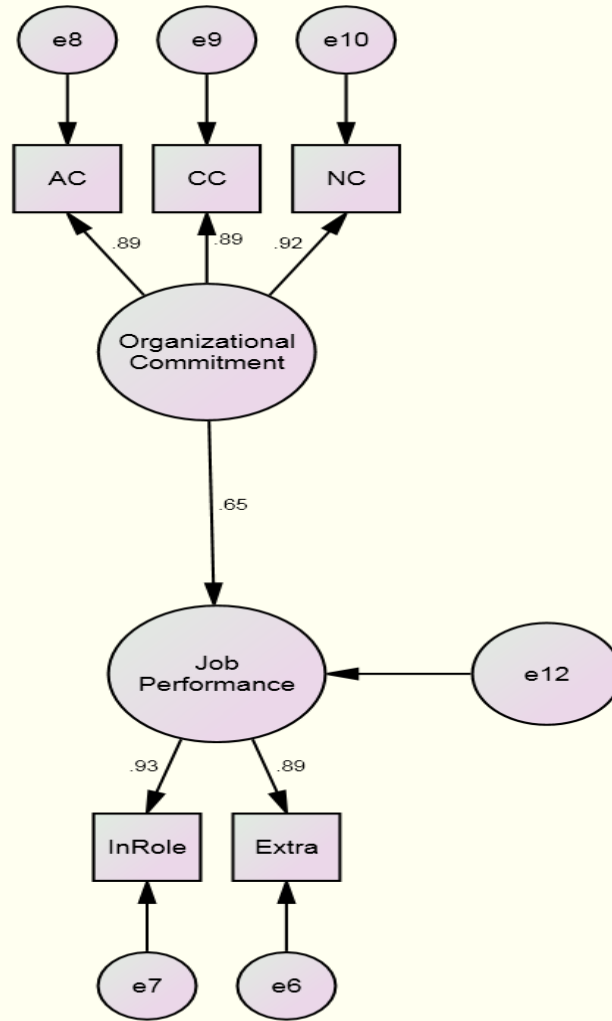 e8
e9
e10
AC
CC
NC
.89
.89
.92
Organizational
Commitment
.65
Job
Performance
e12
.93
.89
InRole
Extra
e7
e6